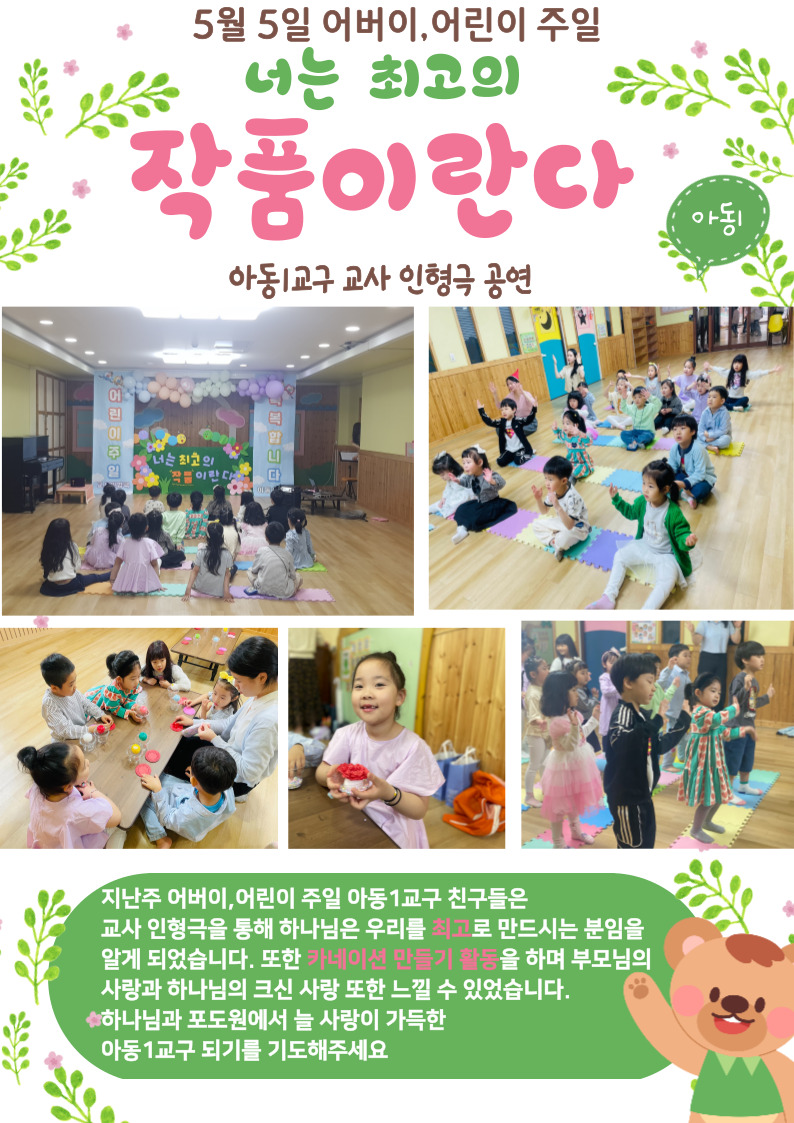 5월 5일 어버이,어린이 주일
너는 최고의
작품이란다
아동1
아동1교구 교사 인형극 공연
어린이주일
축복합니다
너는 최고의
작품이란다
지난주 어버이,어린이 주일 아동1교구 친구들은
교사 인형극을 통해 하나님은 우리를 최고로 만드시는 분임을
알게 되었습니다. 또한 카네이션 만들기 활동을 하며 부모님의
사랑과 하나님의 크신 사랑 또한 느낄 수 있었습니다.
하나님과 포도원에서 늘 사랑이 가득한
아동1교구 되기를 기도해주세요